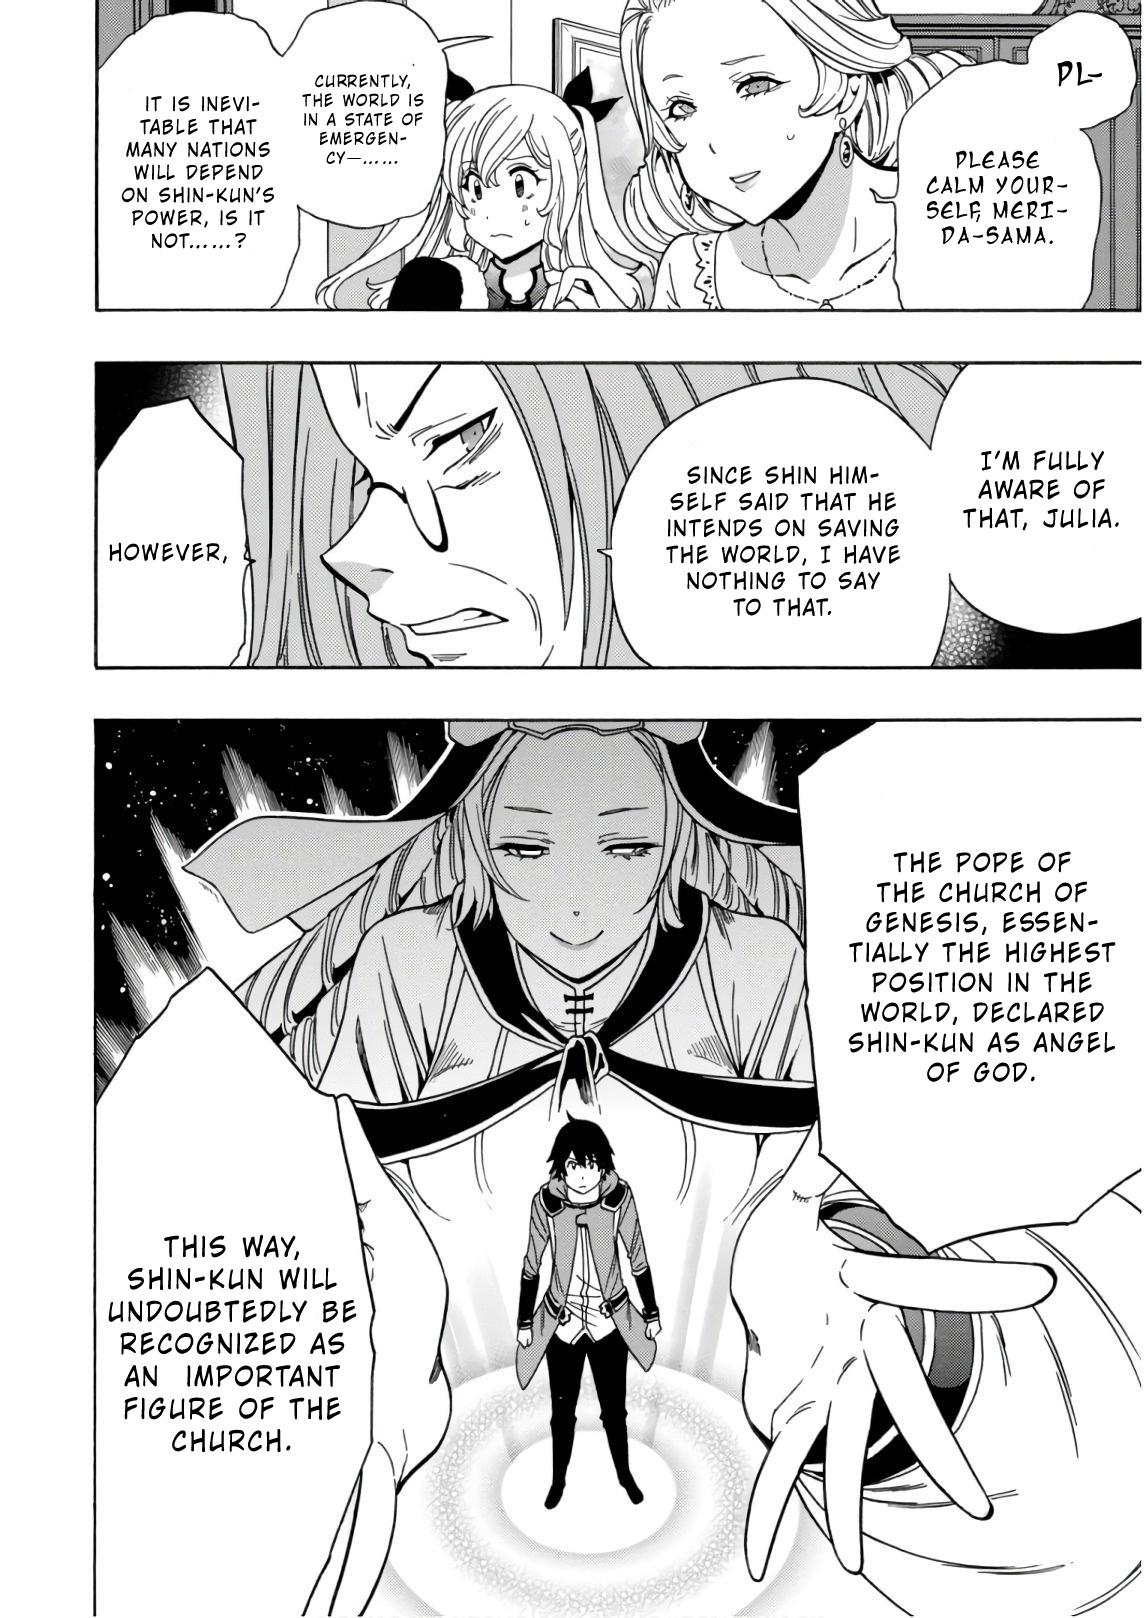 PL-
PLEASE
CALM YOUR-
SELF, MERI-
DA-SAMA.
CURRENTLY,
THE WORLD IS
IN A STATE OF
EMERGEN-
CY—......
IT IS INEVI-
TABLE THAT
MANY NATIONS
WILL DEPEND
ON SHIN-KUN'S
POWER, IS IT
NOT......?
I'M FULLY
AWARE OF
THAT, JULIA.
SINCE SHIN HIM-
SELF SAID THAT HE
INTENDS ON SAVING
THE WORLD, I HAVE
NOTHING TO SAY
TO THAT.
HOWEVER,
THE POPE OF
THE CHURCH OF
GENESIS, ESSEN-
TIALLY THE HIGHEST
POSITION IN THE
WORLD, DECLARED
SHIN-KUN AS ANGEL
OF GOD.
THIS WAY,
SHIN-KUN WILL
UNDOUBTEDLY BE
RECOGNIZED AS
AN IMPORTANT
FIGURE OF THE
CHURCH.